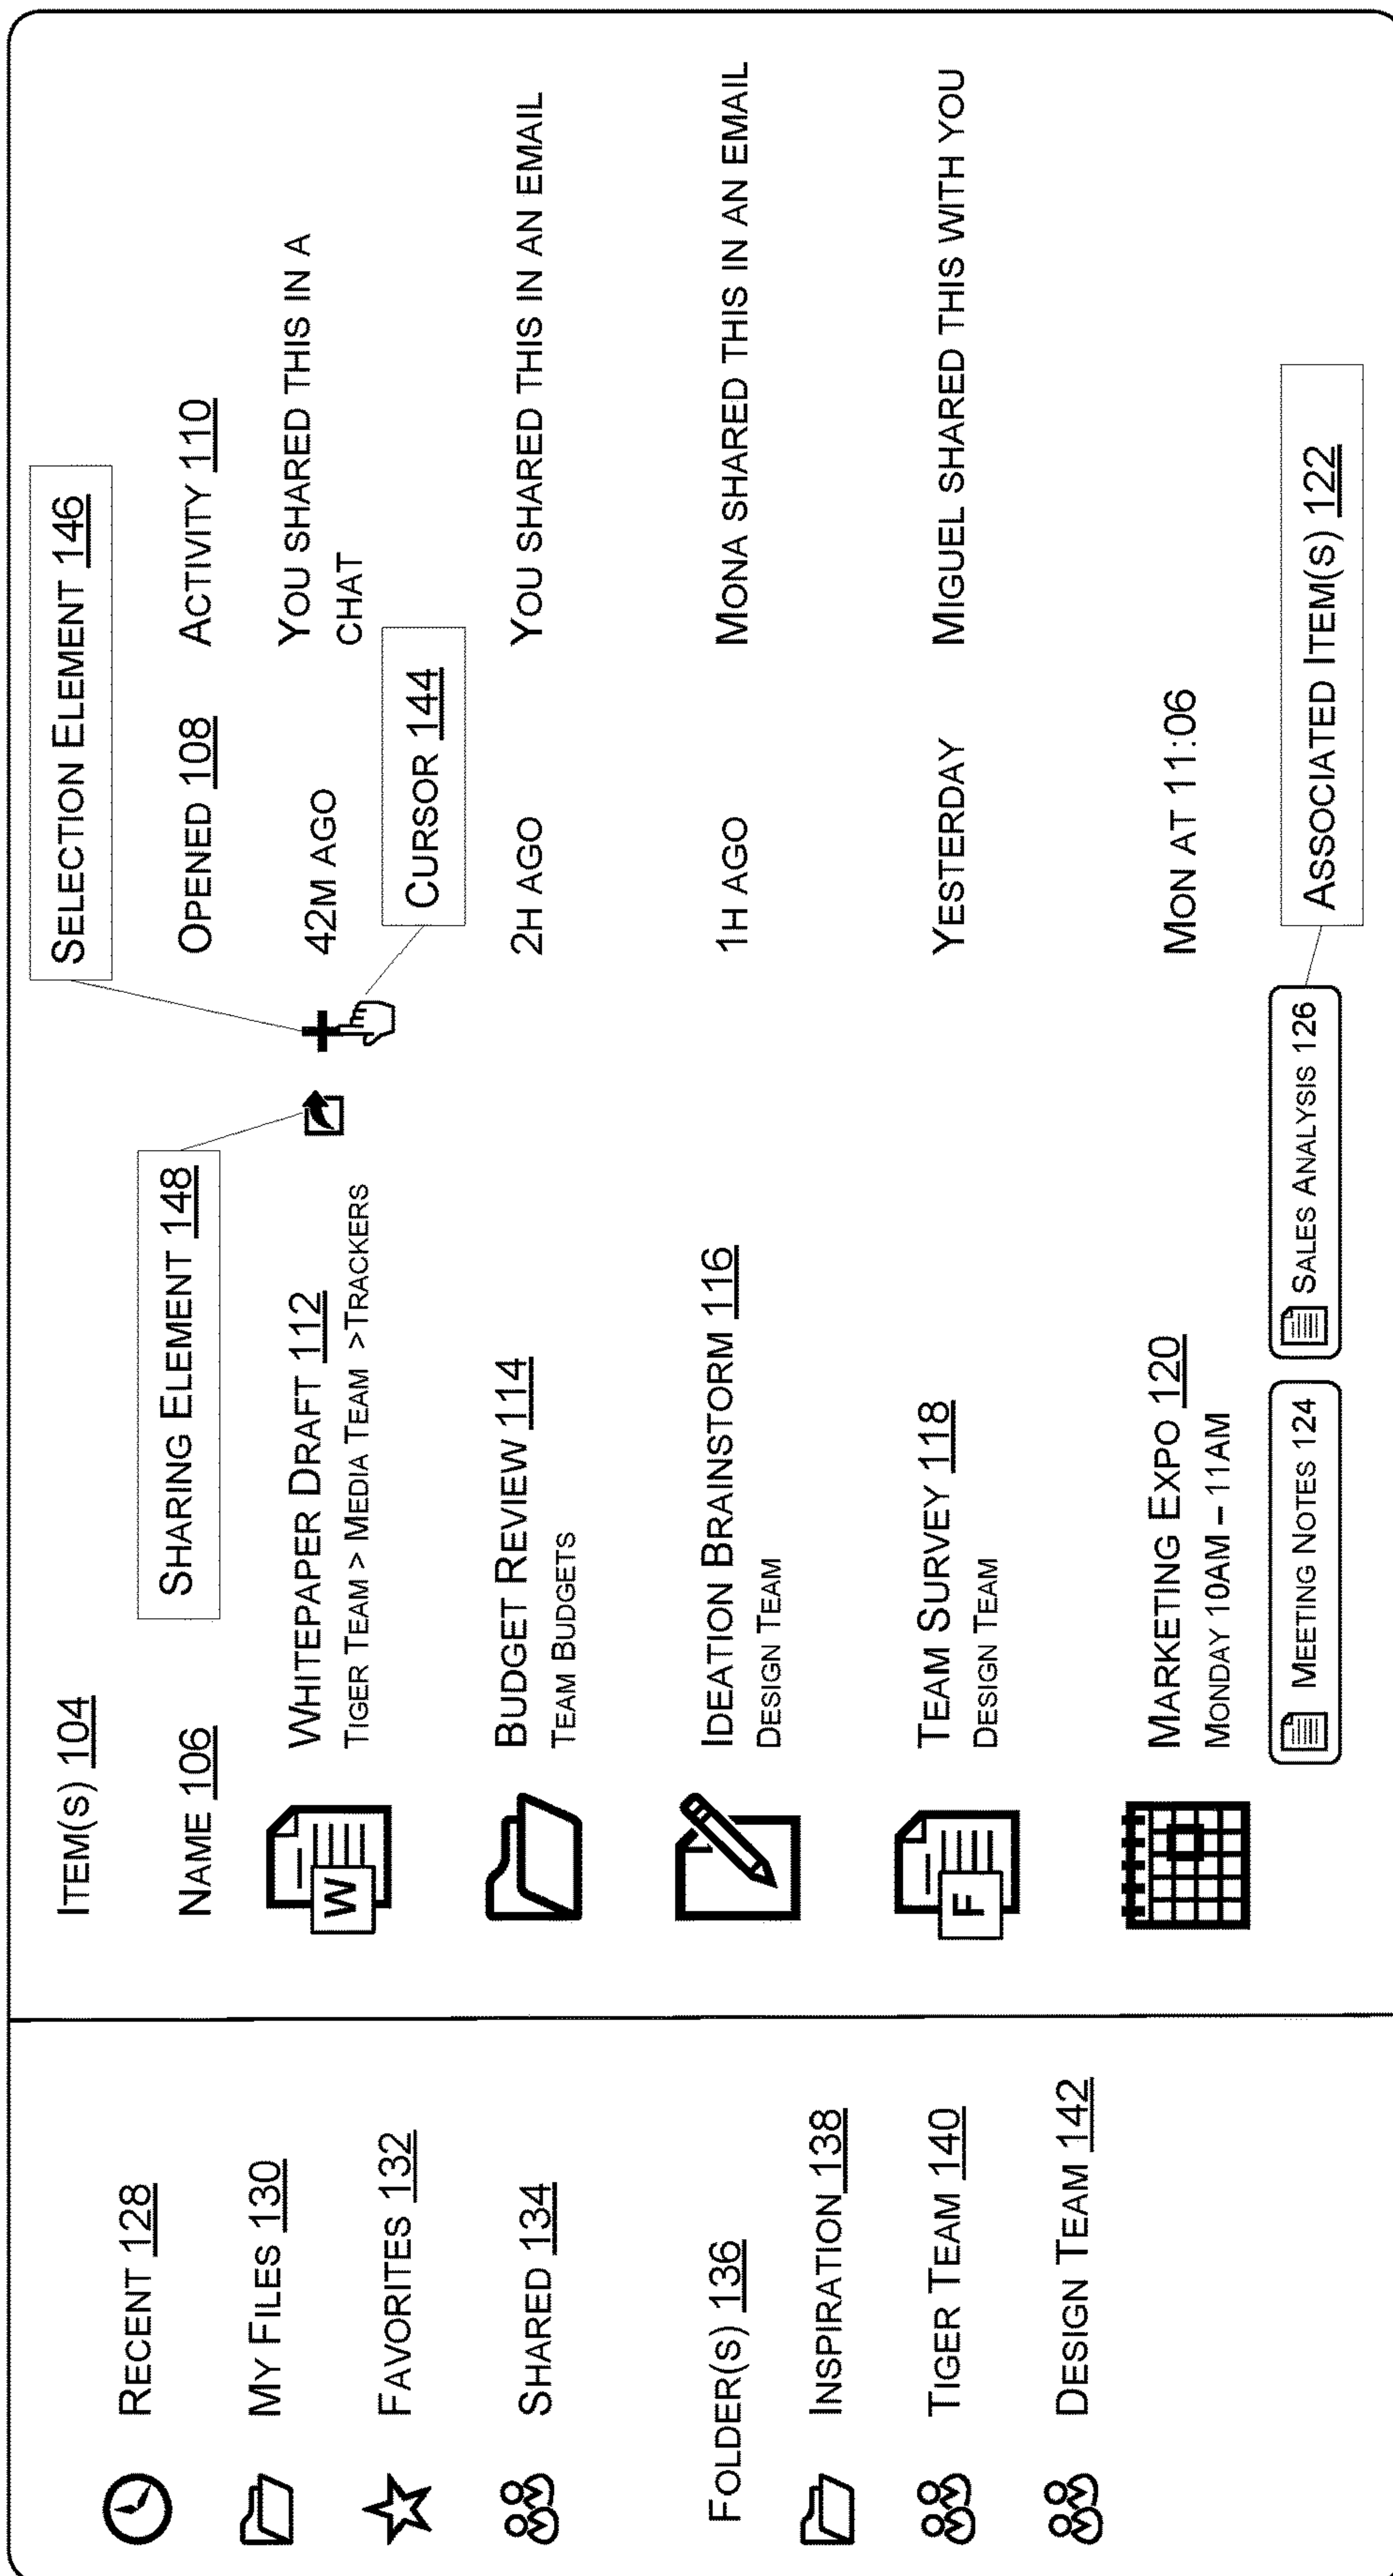 RECENT 128
MY FILES 130
FAVORITES 132
SHARED 134
FOLDER(S) 136
INSPIRATION 138
TIGER TEAM 140
DESIGN TEAM 142
ITEM(S) 104
SELECTION ELEMENT 146
SHARING ELEMENT 148
NAME 106
OPENED 108
ACTIVITY 110
W
WHITEPAPER DRAFT 112
TIGER TEAM > MEDIA TEAM >TRACKERS
42M AGO
YOU SHARED THIS IN A
CHAT
CURSOR 144
BUDGET REVIEW 114
TEAM BUDGETS
2H AGO
YOU SHARED THIS IN AN EMAIL
IDEATION BRAINSTORM 116
DESIGN TEAM
1H AGO
MONA SHARED THIS IN AN EMAIL
F
TEAM SURVEY 118
DESIGN TEAM
YESTERDAY
MIGUEL SHARED THIS WITH YOU
MARKETING EXPO 120
MONDAY 10AM – 11AM
MON AT 11:06
MEETING NOTES 124
SALES ANALYSIS 126
ASSOCIATED ITEM(S) 122